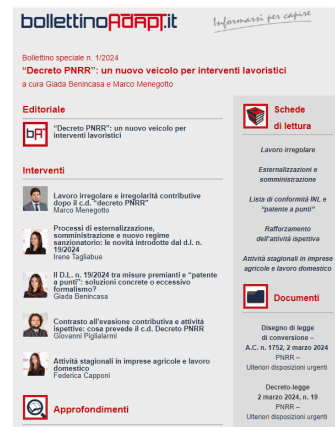 bollettinoADAPT.it
Informarsi per capire
Bollettino speciale n. 1/2024
“Decreto PNRR”: un nuovo veicolo per interventi lavoristici
a cura Giada Benincasa e Marco Menegotto
Editoriale
bA
“Decreto PNRR”: un nuovo veicolo per
interventi lavoristici
Interventi
Lavoro irregolare e irregolarità contributive
dopo il c.d. “decreto PNRR”
Marco Menegotto
Processi di esternalizzazione,
somministrazione e nuovo regime
sanzionatorio: le novità introdotte dal d.l. n.
19/2024
Irene Tagliabue
Il D.L. n. 19/2024 tra misure premianti e “patente
a punti”: soluzioni concrete o eccessivo
formalismo?
Giada Benincasa
Contrasto all’evasione contributiva e attività
ispettive: cosa prevede il c.d. Decreto PNRR
Giovanni Piglialarmi
Attività stagionali in imprese agricole e lavoro
domestico
Federica Capponi
Approfondimenti
Schede
di lettura
Lavoro irregolare
Esternalizzazioni e
somministrazione
Lista di conformità INL e
“patente a punti”
Rafforzamento
dell’attività ispettiva
Attività stagionali in imprese
agricole e lavoro domestico
Documenti
Disegno di legge
di conversione –
A.C. n. 1752, 2 marzo 2024
PNRR –
Ulteriori disposizioni urgenti
Decreto-legge
2 marzo 2024, n. 19
PNRR –
Ulteriori disposizioni urgenti